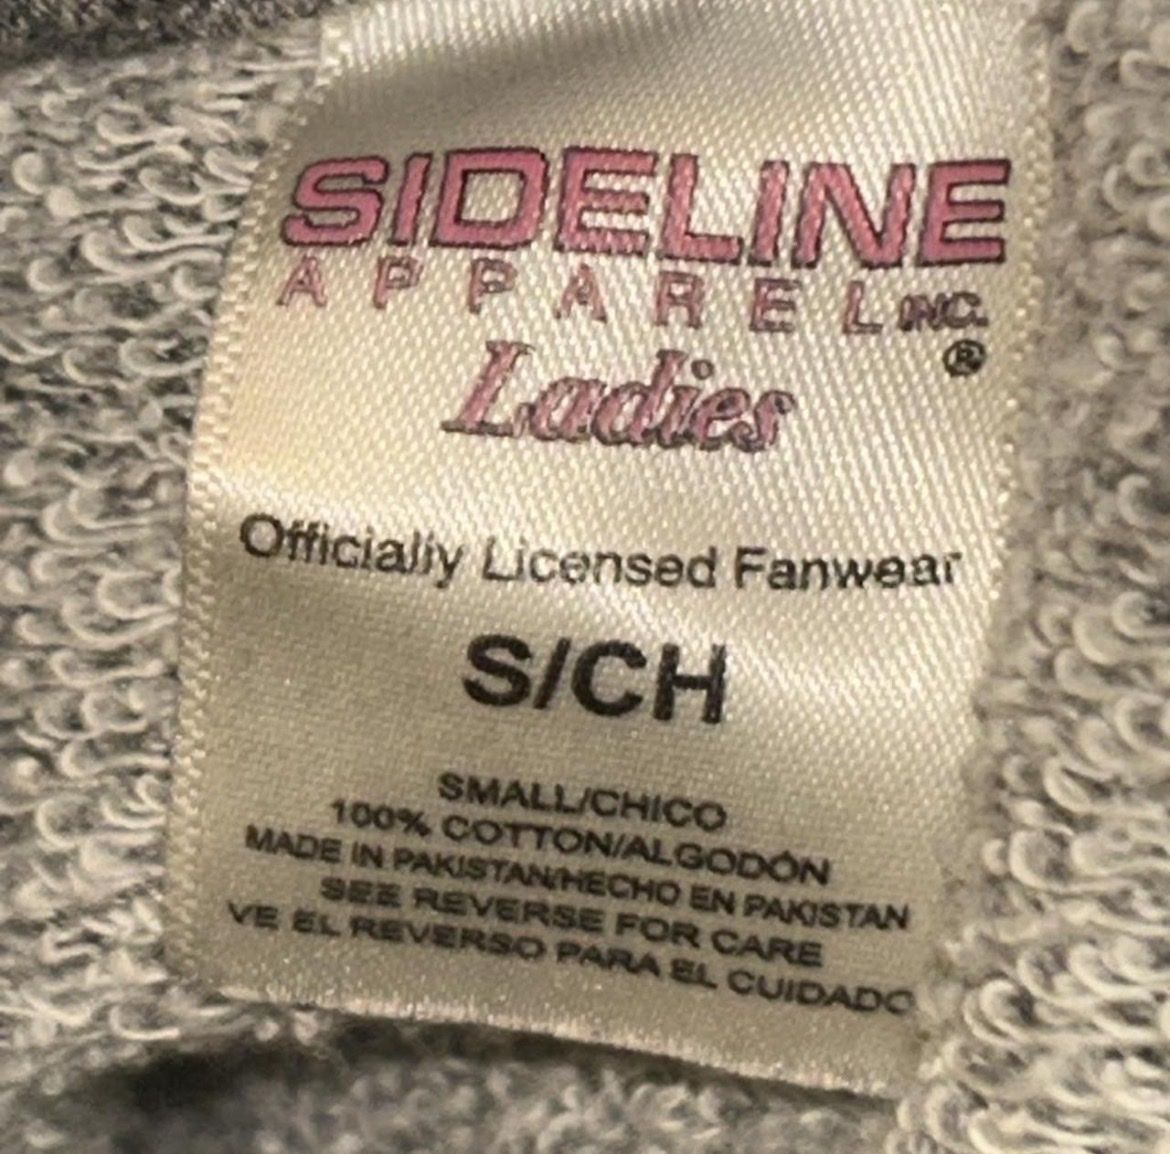 SIDELINE
APPAREL INC.
®
Ladies
Officially Licensed Fanwear
S/CH
SMALL/CHICO
100% COTTON/ALGODÓN
MADE IN PAKISTAN/HECHO EN PAKISTAN
SEE REVERSE FOR CARE
VE EL REVERSO PARA EL CUIDADO